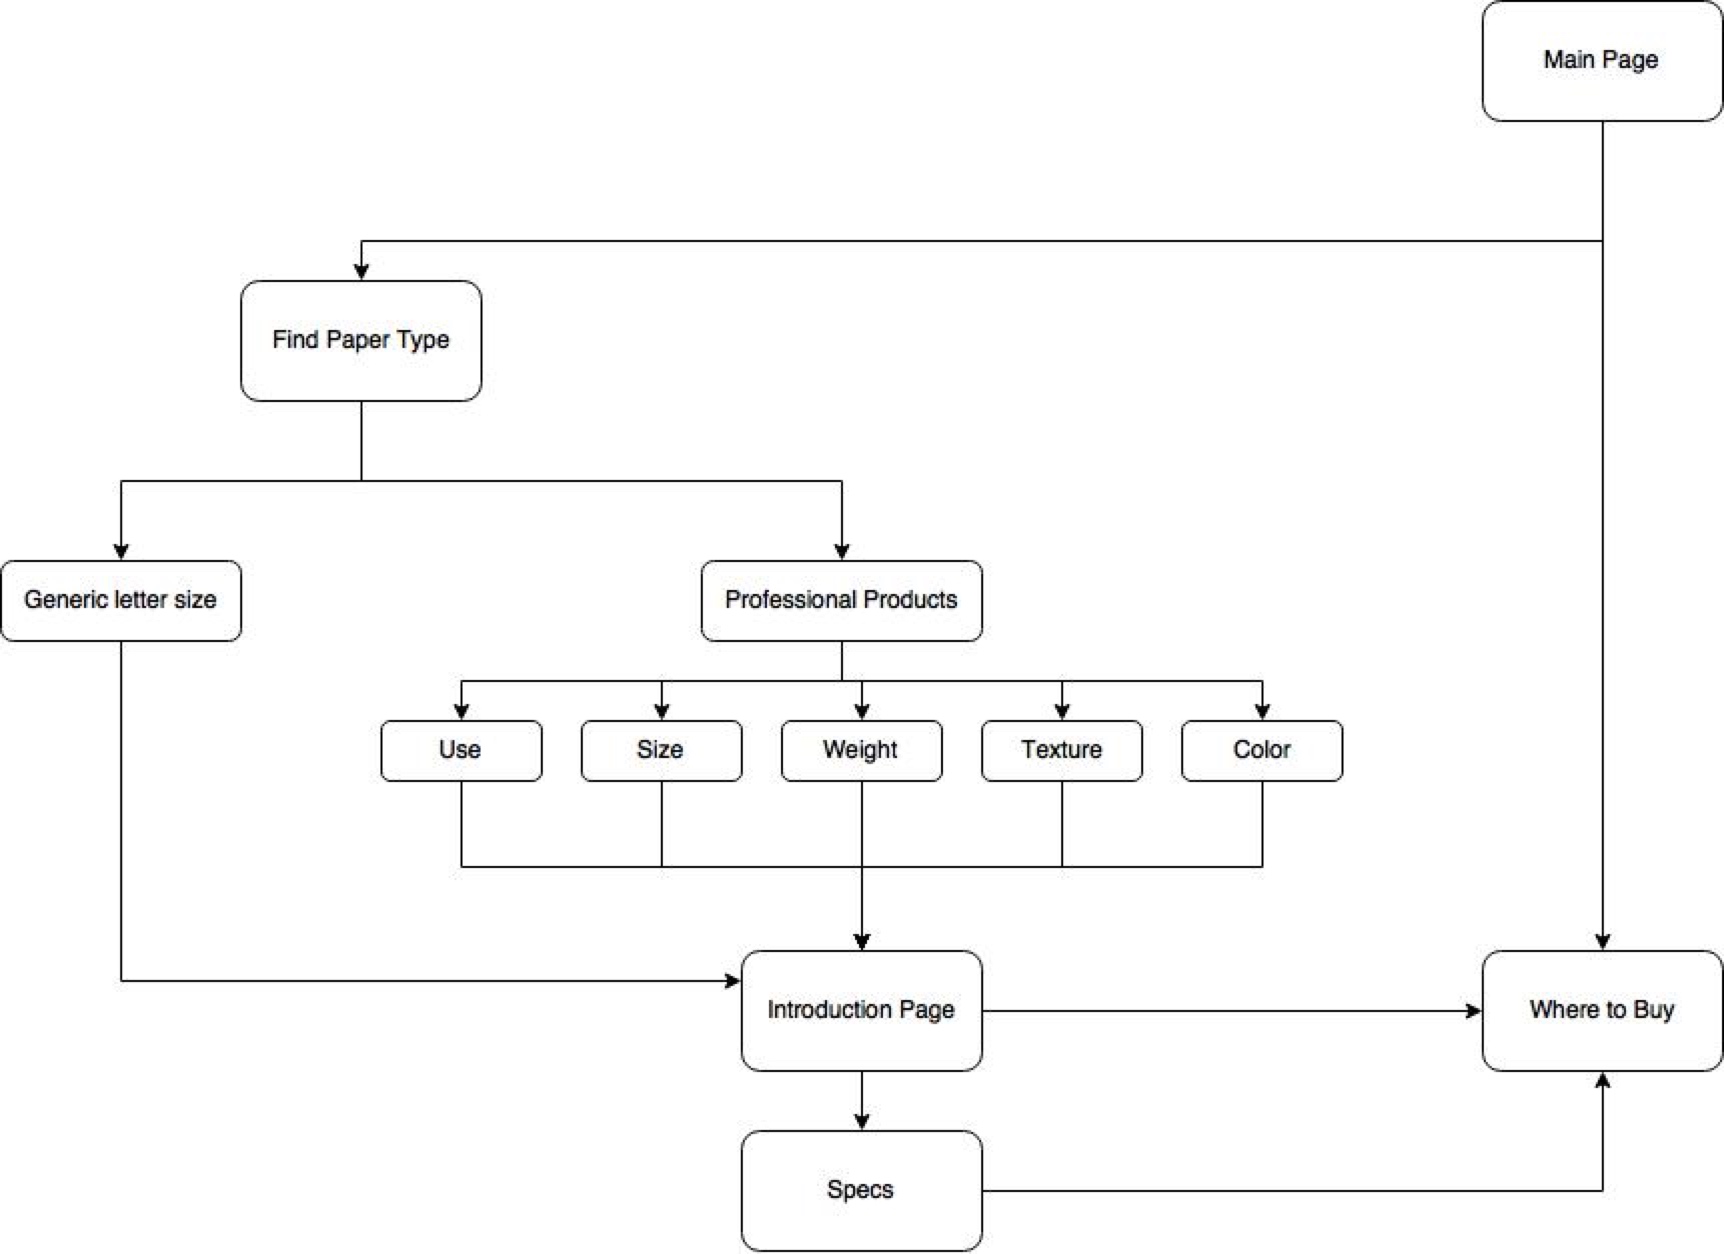 Main Page
Find Paper Type
Generic letter size
Professional Products
Use
Size
Weight
Texture
Color
Introduction Page
Where to Buy
Specs